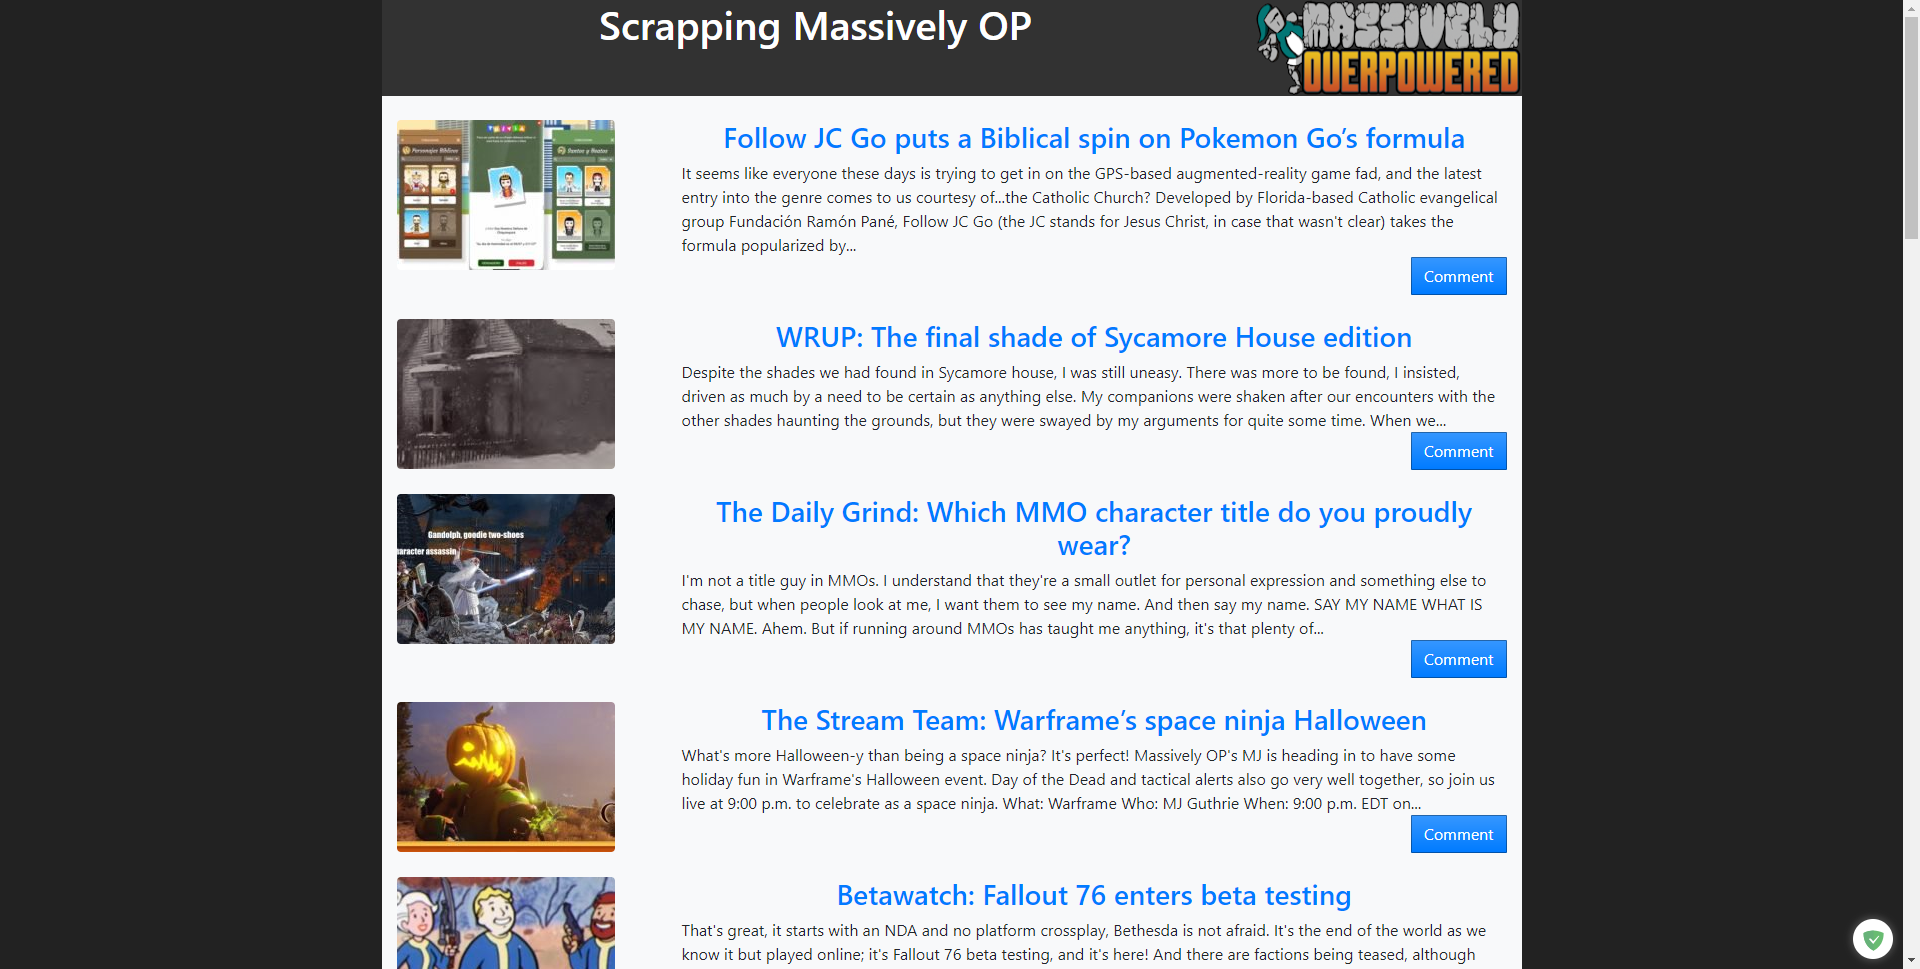 Scrapping Massively OP
MASSIVELY
OVERPOWERED
Personajes Biblicos
Santos y Beatos
Follow JC Go puts a Biblical spin on Pokemon Go’s formula
It seems like everyone these days is trying to get in on the GPS-based augmented-reality game fad, and the latest
entry into the genre comes to us courtesy of...the Catholic Church? Developed by Florida-based Catholic evangelical
group Fundación Ramón Pané, Follow JC Go (the JC stands for Jesus Christ, in case that wasn't clear) takes the
formula popularized by...
Comment
WRUP: The final shade of Sycamore House edition
Despite the shades we had found in Sycamore house, I was still uneasy. There was more to be found, I insisted,
driven as much by a need to be certain as anything else. My companions were shaken after our encounters with the
other shades haunting the grounds, but they were swayed by my arguments for quite some time. When we...
Comment
Gandolph, goodie two-shoes
haracter assassin
The Daily Grind: Which MMO character title do you proudly
wear?
I'm not a title guy in MMOs. I understand that they're a small outlet for personal expression and something else to
chase, but when people look at me, I want them to see my name. And then say my name. SAY MY NAME WHAT IS
MY NAME. Ahem. But if running around MMOs has taught me anything, it's that plenty of...
Comment
The Stream Team: Warframe’s space ninja Halloween
What's more Halloween-y than being a space ninja? It's perfect! Massively OP's MJ is heading in to have some
holiday fun in Warframe's Halloween event. Day of the Dead and tactical alerts also go very well together, so join us
live at 9:00 p.m. to celebrate as a space ninja. What: Warframe Who: MJ Guthrie When: 9:00 p.m. EDT on...
Comment
Betawatch: Fallout 76 enters beta testing
That's great, it starts with an NDA and no platform crossplay, Bethesda is not afraid. It's the end of the world as we
know it but played online; it's Fallout 76 beta testing, and it's here! And there are factions being teased, although